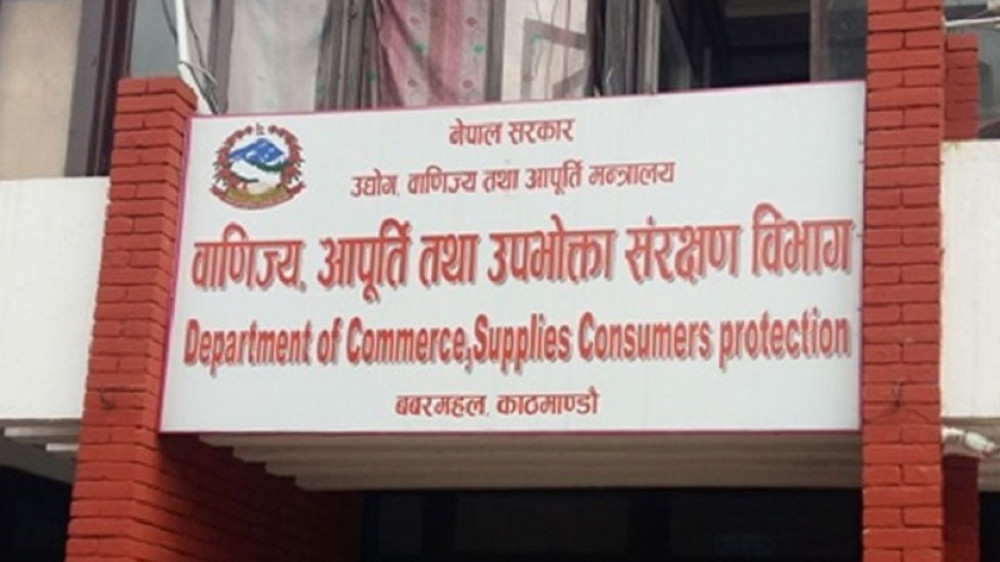 नेपाल सरकार
उद्योग, वाणिज्य तथा आपूर्ति मन्त्रालय
वाणिज्य, आपूर्ति तथा उपभोक्ता संरक्षण विभाग
Department of Commerce,Supplies Consumers protection
बबरमहल, काठमाण्डौ